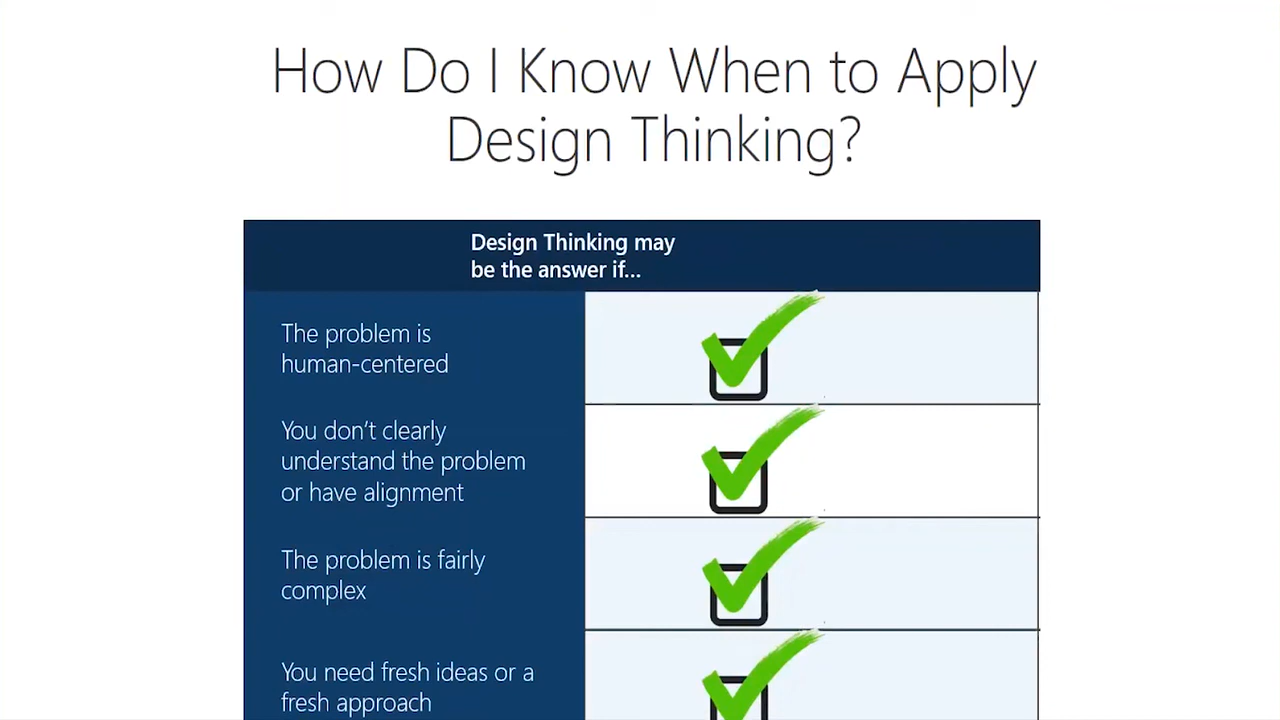 How Do I Know When to Apply
Design Thinking?
Design Thinking may
be the answer if...
The problem is
human-centered
You don't clearly
understand the problem
or have alignment
The problem is fairly
complex
You need fresh ideas or a
fresh approach